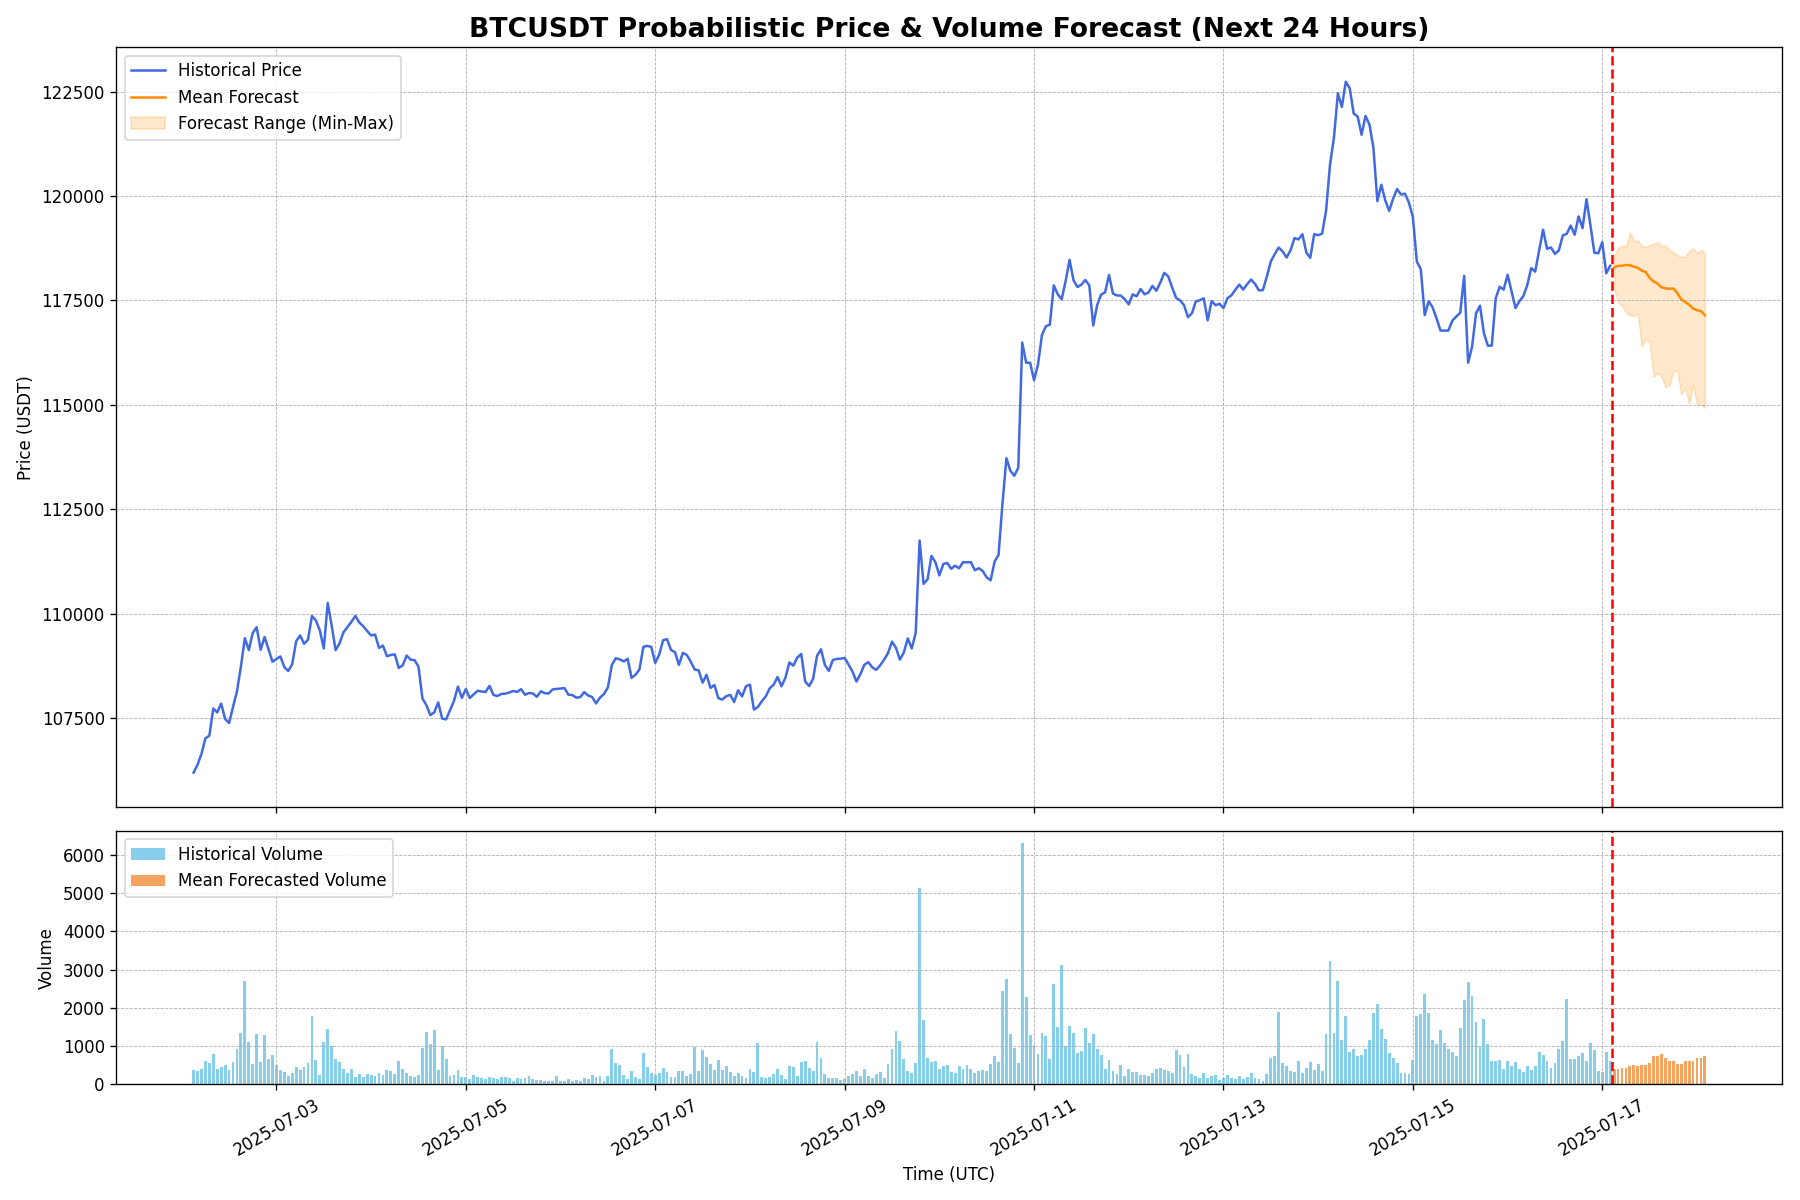 BTCUSDT Probabilistic Price & Volume Forecast (Next 24 Hours)
Historical Price
Mean Forecast
Forecast Range (Min-Max)
122500
120000
117500
115000
112500
110000
107500
Price (USDT)
Historical Volume
Mean Forecasted Volume
6000
5000
4000
3000
2000
1000
0
Volume
2025-07-03
2025-07-05
2025-07-07
2025-07-09
2025-07-11
2025-07-13
2025-07-15
2025-07-17
Time (UTC)